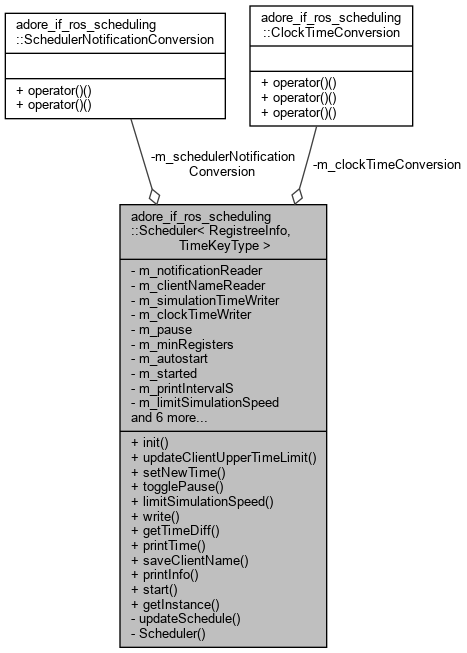 adore_if_ros_scheduling
::SchedulerNotificationConversion
+ operator()()
+ operator()()
adore_if_ros_scheduling
::ClockTimeConversion
+ operator()()
+ operator()()
+ operator()()
-m_schedulerNotification
Conversion
-m_clockTimeConversion
adore_if_ros_scheduling
::Scheduler< RegistreeInfo,
TimeKeyType >
- m_notificationReader
- m_clientNameReader
- m_simulationTimeWriter
- m_clockTimeWriter
- m_pause
- m_minRegisters
- m_autostart
- m_started
- m_printIntervalS
- m_limitSimulationSpeed
and 6 more...
+ init()
+ updateClientUpperTimeLimit()
+ setNewTime()
+ togglePause()
+ limitSimulationSpeed()
+ write()
+ getTimeDiff()
+ printTime()
+ saveClientName()
+ printInfo()
+ start()
+ getInstance()
- updateSchedule()
- Scheduler()